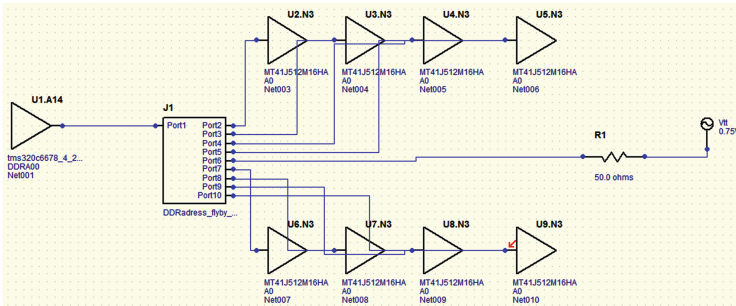 U2.N3 U3.N3 U4.N3 U5.N3
MT41J512M16HA MT41J512M16HA MT41J512M16HA MT41J512M16HA
A0 A0 A0 A0
Net003 Net004 Net005 Net006
U1.A14
tms320c6678_4_2...
DDRA00
Net001
J1
Port1
Port2
Port3
Port4
Port5
Port6
Port7
Port8
Port9
Port10
DDRadress_flyby_...
R1
50.0 ohms
Vtt
0.75V
U6.N3 U7.N3 U8.N3 U9.N3
MT41J512M16HA MT41J512M16HA MT41J512M16HA MT41J512M16HA
A0 A0 A0 A0
Net007 Net008 Net009 Net010